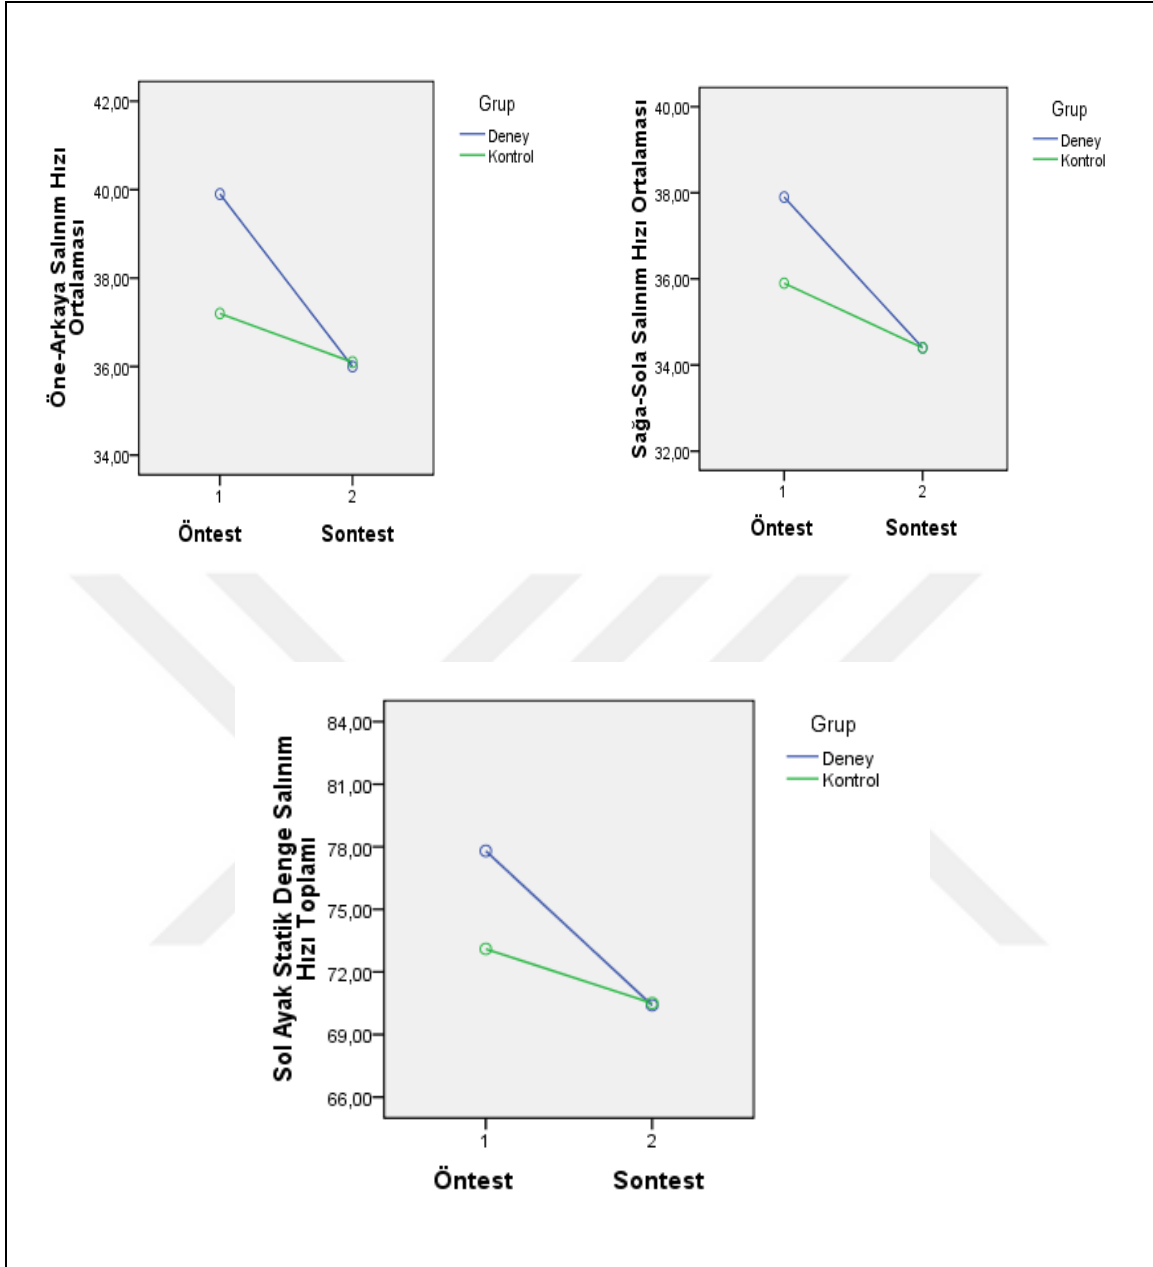 Öne-Arkaya Salınım Hızı
Ortalaması
42,00
40,00
38,00
36,00
34,00
1
2
Öntest
Sontest
Grup
Deney
Kontrol
Sağa-Sola Salınım Hızı Ortalaması
40,00
38,00
36,00
34,00
32,00
1
2
Öntest
Sontest
Grup
Deney
Kontrol
Sol Ayak Statik Denge Salınım
Hızı Toplamı
84,00
81,00
78,00
75,00
72,00
69,00
66,00
1
2
Öntest
Sontest
Grup
Deney
Kontrol